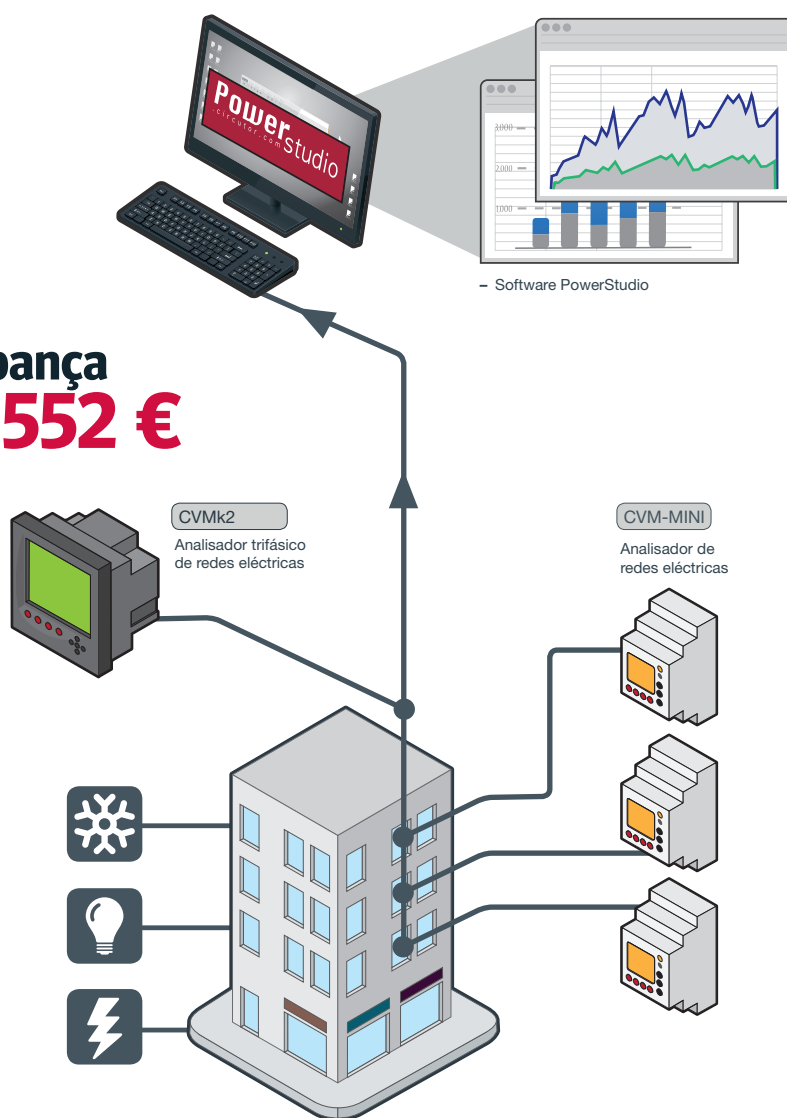 Power
studio
.circutor.com
3,000
2,000
1,000
– Software PowerStudio
552 €
CVMk2
Analisador trifásico
de redes eléctricas
CVM-MINI
Analisador de
redes eléctricas